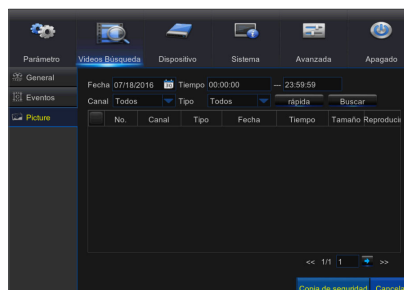 Parámetro Vídeos Búsqueda Dispositivo Sistema Avanzada Apagado
General
Eventos
Picture
Fecha 07/18/2016 Tiempo 00:00:00 --- 23:59:59
Canal Todos Tipo Todos rápida Buscar
No. Canal Tipo Fecha Tiempo Tamaño Reproducir
<< 1/1 1 >>
Copia de seguridad Cancela